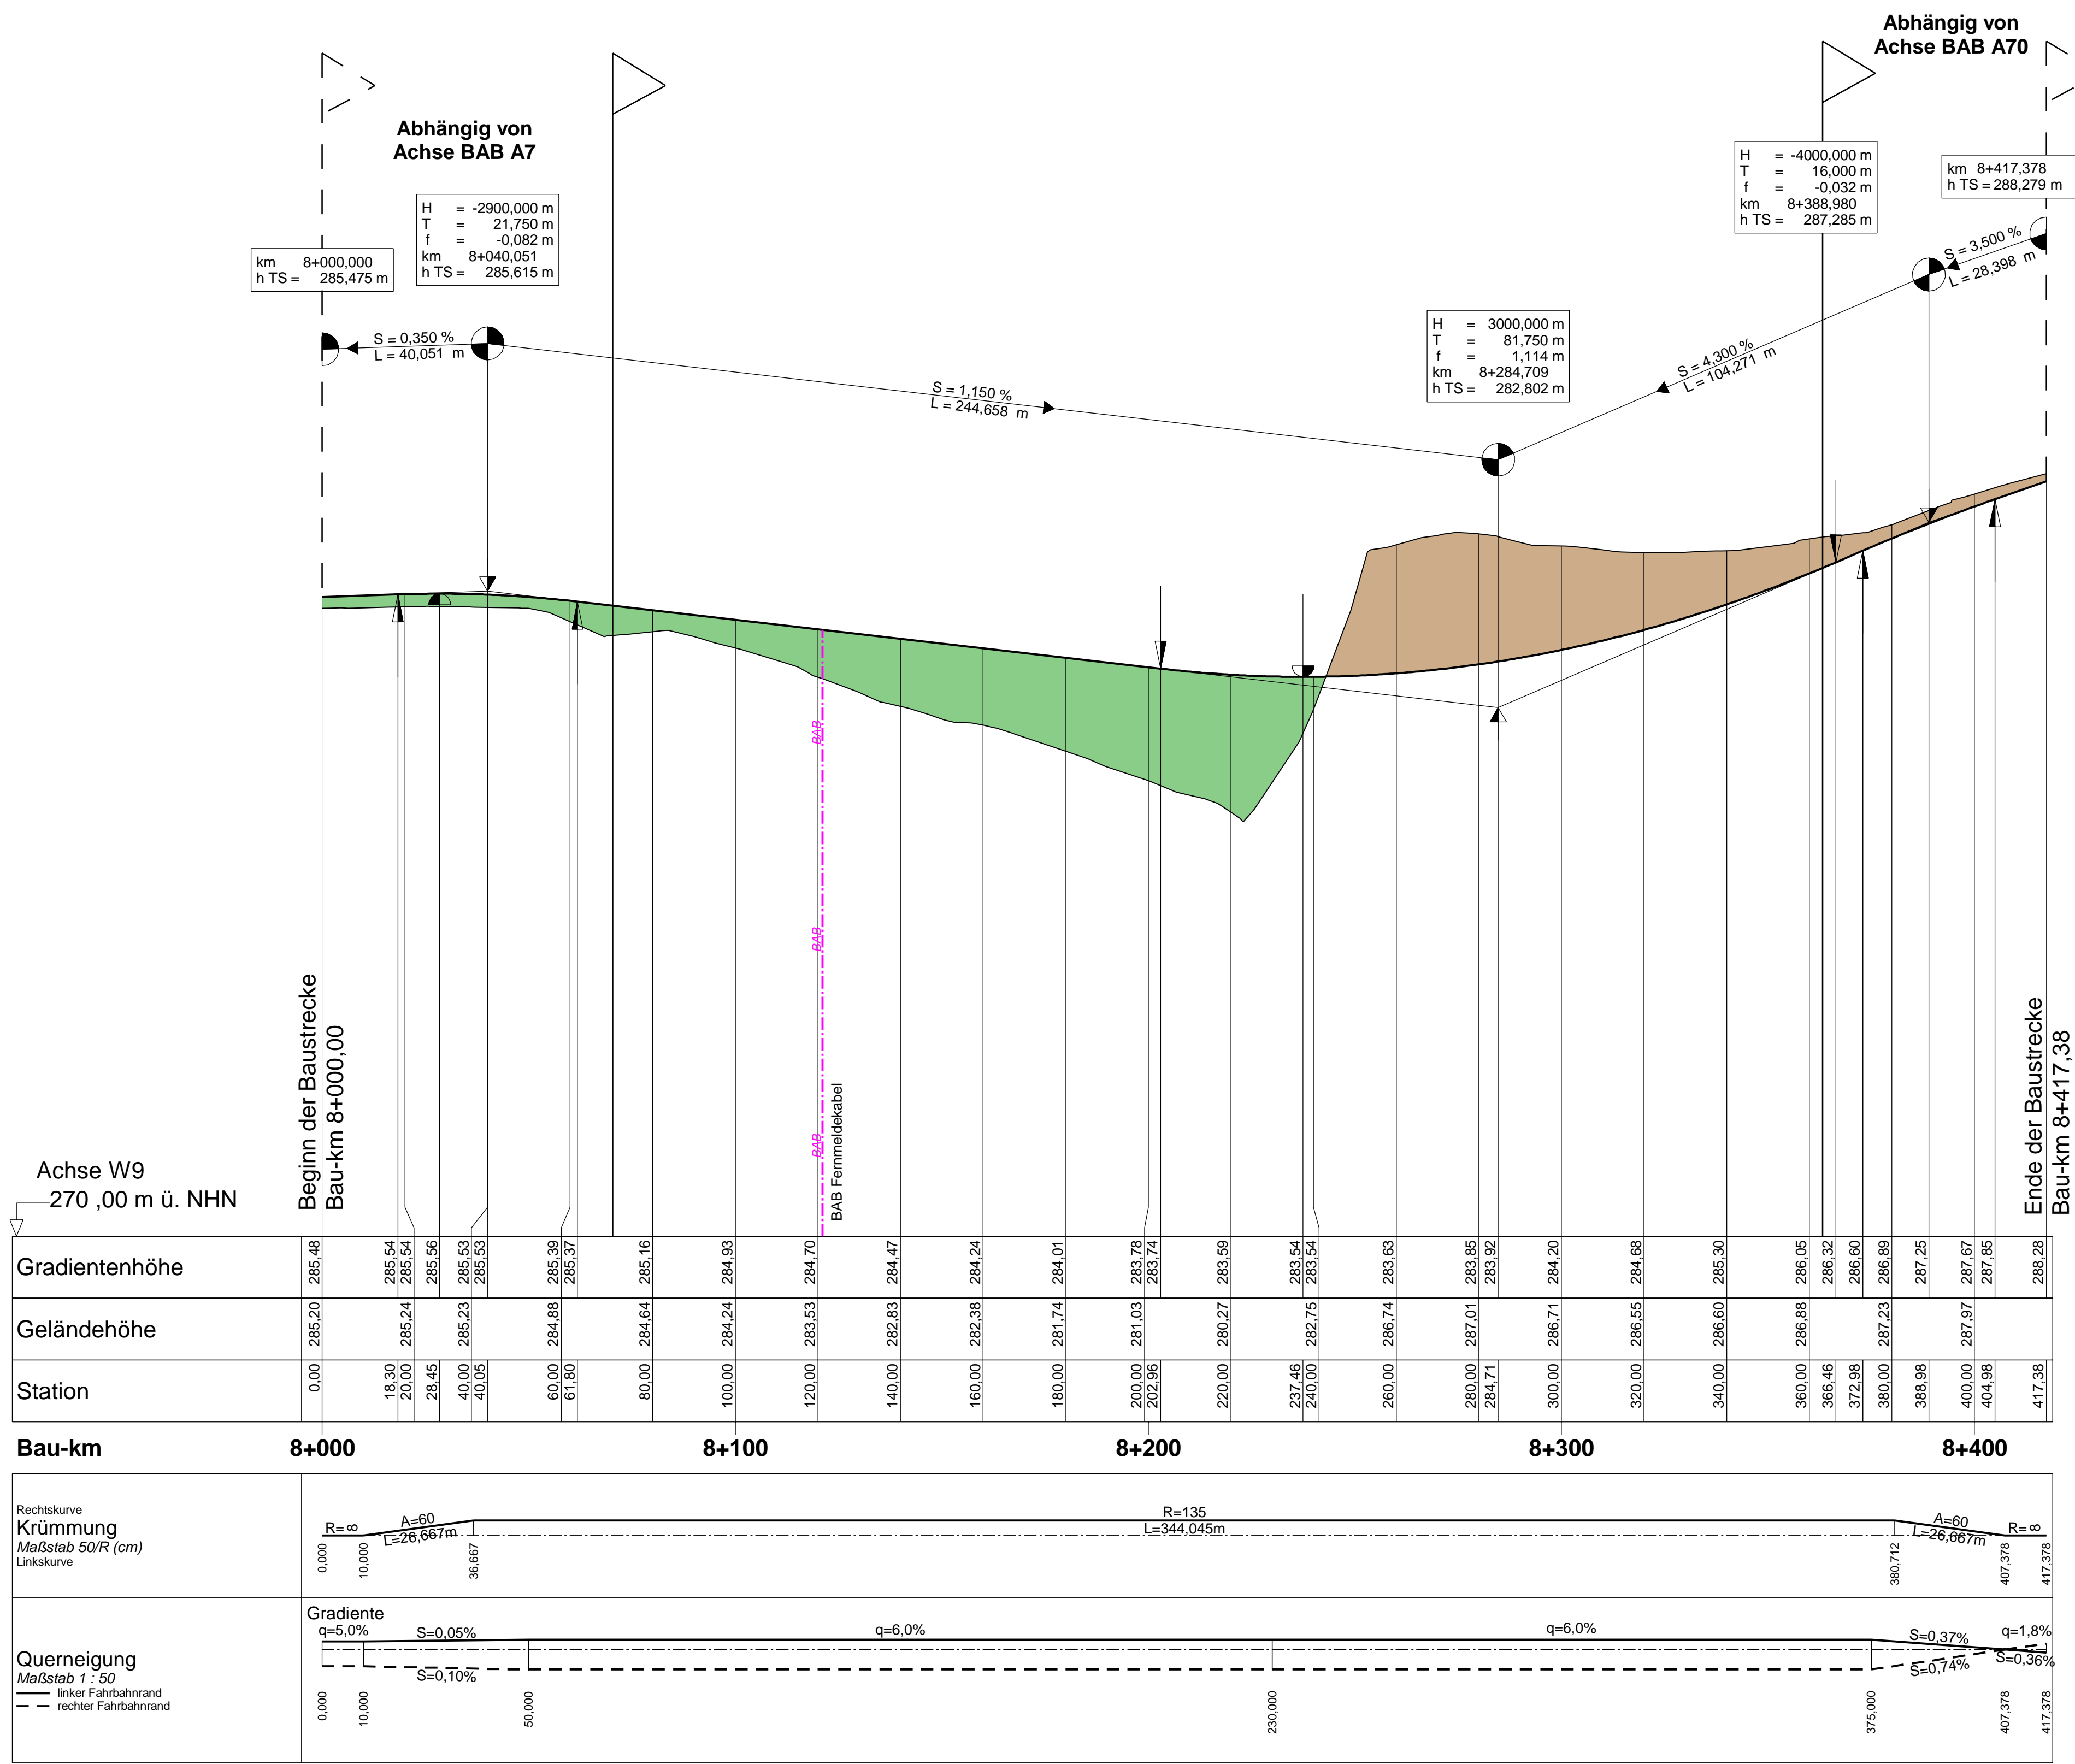 Abhängig von
Achse BAB A70
Abhängig von
Achse BAB A7
H = -4000,000 m
T = 16,000 m
f = -0,032 m
km 8+388,980
h TS = 287,285 m
km 8+417,378
h TS = 288,279 m
H = -2900,000 m
T = 21,750 m
f = -0,082 m
km 8+040,051
h TS = 285,615 m
km 8+000,000
h TS = 285,475 m
H = 3000,000 m
T = 81,750 m
f = 1,114 m
km 8+284,709
h TS = 282,802 m
S = 0,350 %
L = 40,051 m
S = 1,150 %
L = 244,658 m
S = 4,300 %
L = 104,271 m
S = 3,500 %
L = 28,398 m
BAB
BAB
BAB
BAB Fernmeldekabel
Beginn der Baustrecke
Bau-km 8+000,00
Ende der Baustrecke
Bau-km 8+417,38
Achse W9
270 ,00 m ü. NHN
Gradientenhöhe 285,48 285,54 285,54 285,56 285,53 285,53 285,39 285,37 285,16 284,93 284,70 284,47 284,24 284,01 283,78 283,74 283,59 283,54 283,54 283,63 283,85 283,92 284,20 284,68 285,30 286,05 286,32 286,60 286,89 287,25 287,67 287,85 288,28
Geländehöhe 285,20 285,24 285,23 284,88 284,64 284,24 283,53 282,83 282,38 281,74 281,03 280,27 282,75 286,74 287,01 286,71 286,55 286,60 286,88 287,23 287,97
Station 0,00 18,30 20,00 28,45 40,00 40,05 60,00 61,80 80,00 100,00 120,00 140,00 160,00 180,00 200,00 202,96 220,00 237,46 240,00 260,00 280,00 284,71 300,00 320,00 340,00 360,00 366,46 372,98 380,00 388,98 400,00 404,98 417,38
Bau-km 8+000 8+100 8+200 8+300 8+400
Rechtskurve
Krümmung
Maßstab 50/R (cm)
Linkskurve
R= ∞
A=60
L=26,667m
R=135
L=344,045m
A=60
L=26,667m
R= ∞
0,000 10,000 36,667 380,712 407,378 417,378
Gradiente
q=5,0% S=0,05% q=6,0% q=6,0% S=0,37% q=1,8%
S=0,10% S=0,74% S=0,36%
Querneigung
Maßstab 1 : 50
linker Fahrbahnrand
rechter Fahrbahnrand
0,000 10,000 50,000 230,000 375,000 407,378 417,378